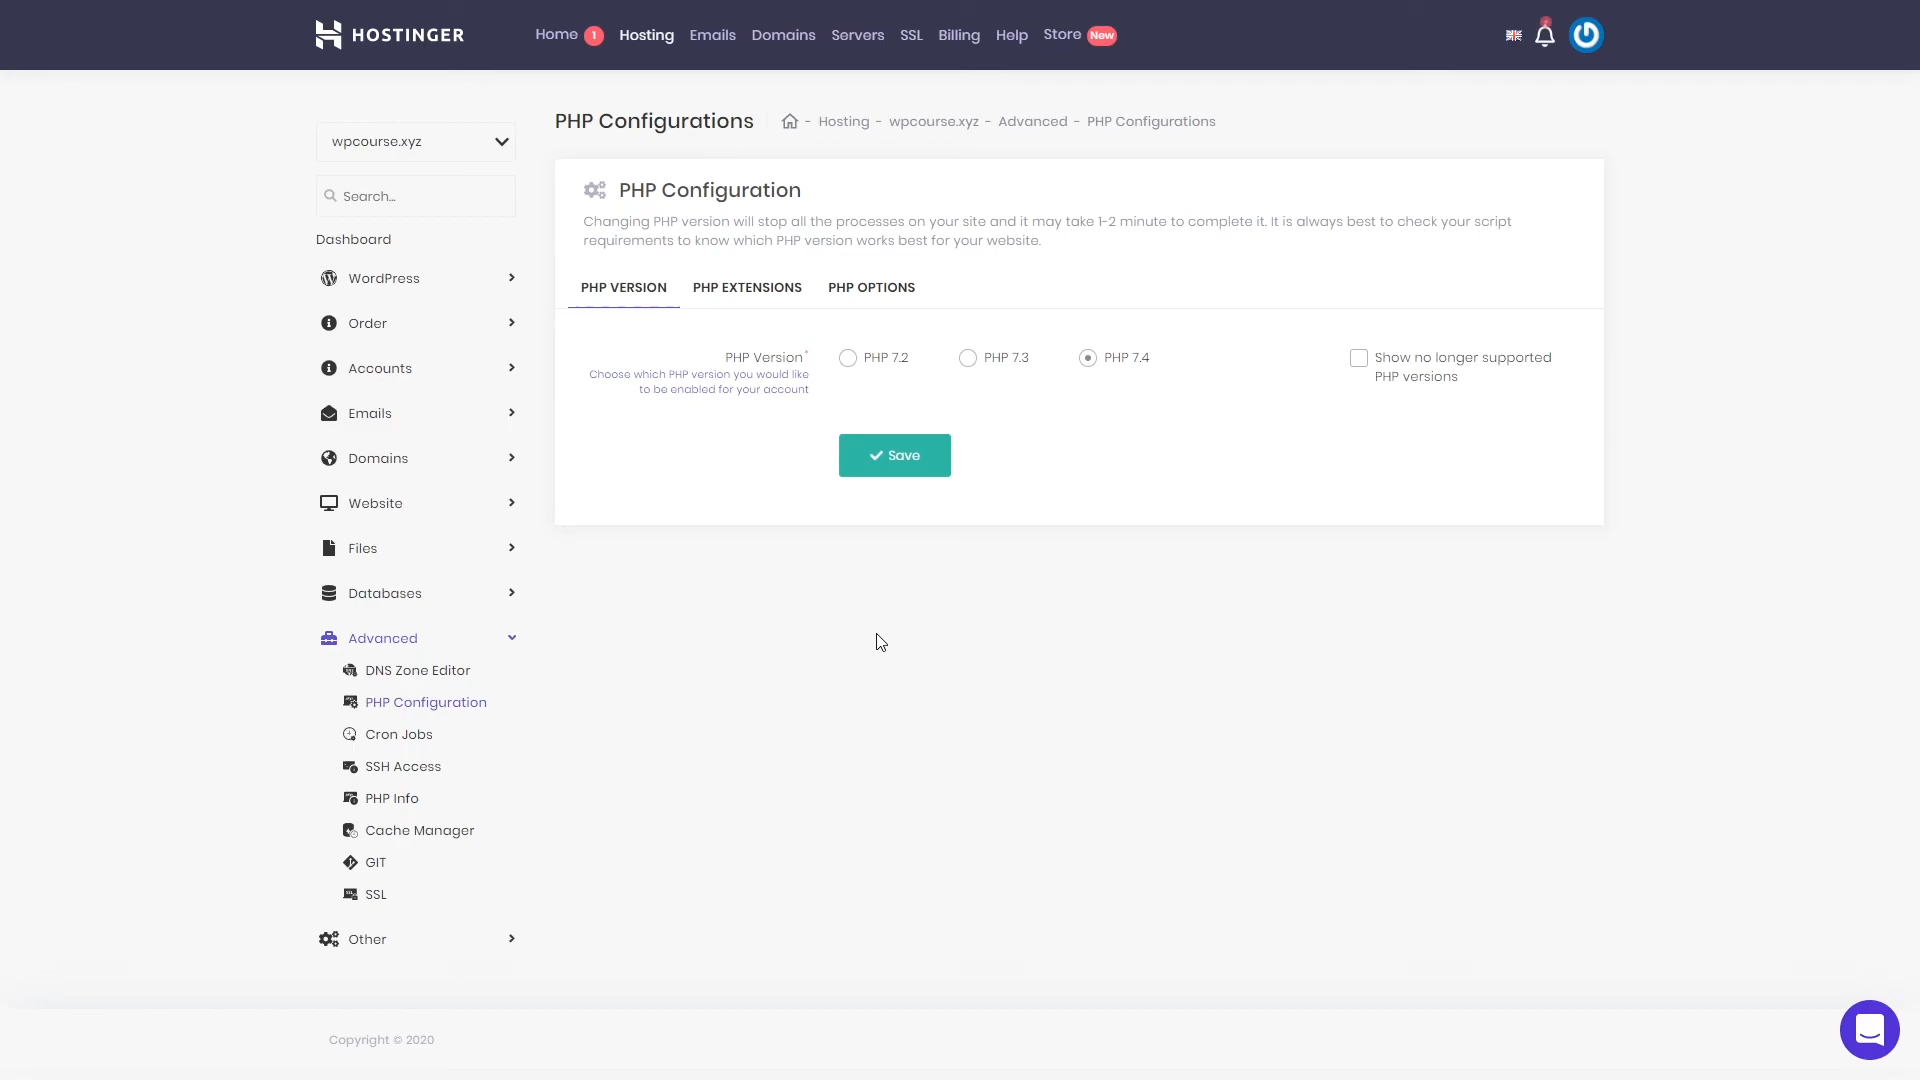 HOSTINGER
Home 1 Hosting Emails Domains Servers SSL Billing Help Store New
PHP Configurations - Hosting - wpcourse.xyz - Advanced - PHP Configurations
wpcourse.xyz
Search...
Dashboard
WordPress
Order
Accounts
Emails
Domains
Website
Files
Databases
Advanced
DNS Zone Editor
PHP Configuration
Cron Jobs
SSH Access
PHP Info
Cache Manager
GIT
SSL
Other
PHP Configuration
Changing PHP version will stop all the processes on your site and it may take 1-2 minute to complete it. It is always best to check your script
requirements to know which PHP version works best for your website.
PHP VERSION PHP EXTENSIONS PHP OPTIONS
PHP Version*
Choose which PHP version you would like
to be enabled for your account
PHP 7.2 PHP 7.3 PHP 7.4
Show no longer supported
PHP versions
Save
Copyright © 2020